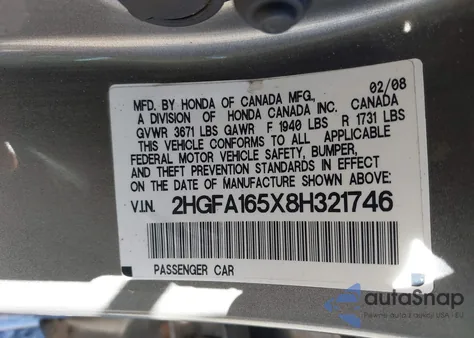 02/08
MFD. BY HONDA OF CANADA MFG.,
A DIVISION OF HONDA CANADA INC. CANADA
GVWR 3671 LBS GAWR F 1940 LBS R 1731 LBS
THIS VEHICLE CONFORMS TO ALL APPLICABLE
FEDERAL MOTOR VEHICLE SAFETY, BUMPER,
AND THEFT PREVENTION STANDARDS IN EFFECT
ON THE DATE OF MANUFACTURE SHOWN ABOVE:
V.I.N. 2HGFA165X8H321746
PASSENGER CAR
autoSnap